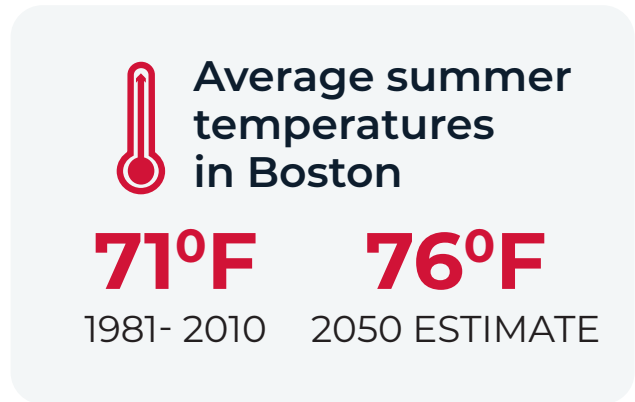 Average summer
temperatures
in Boston
71⁰F 76⁰F
1981- 2010 2050 ESTIMATE